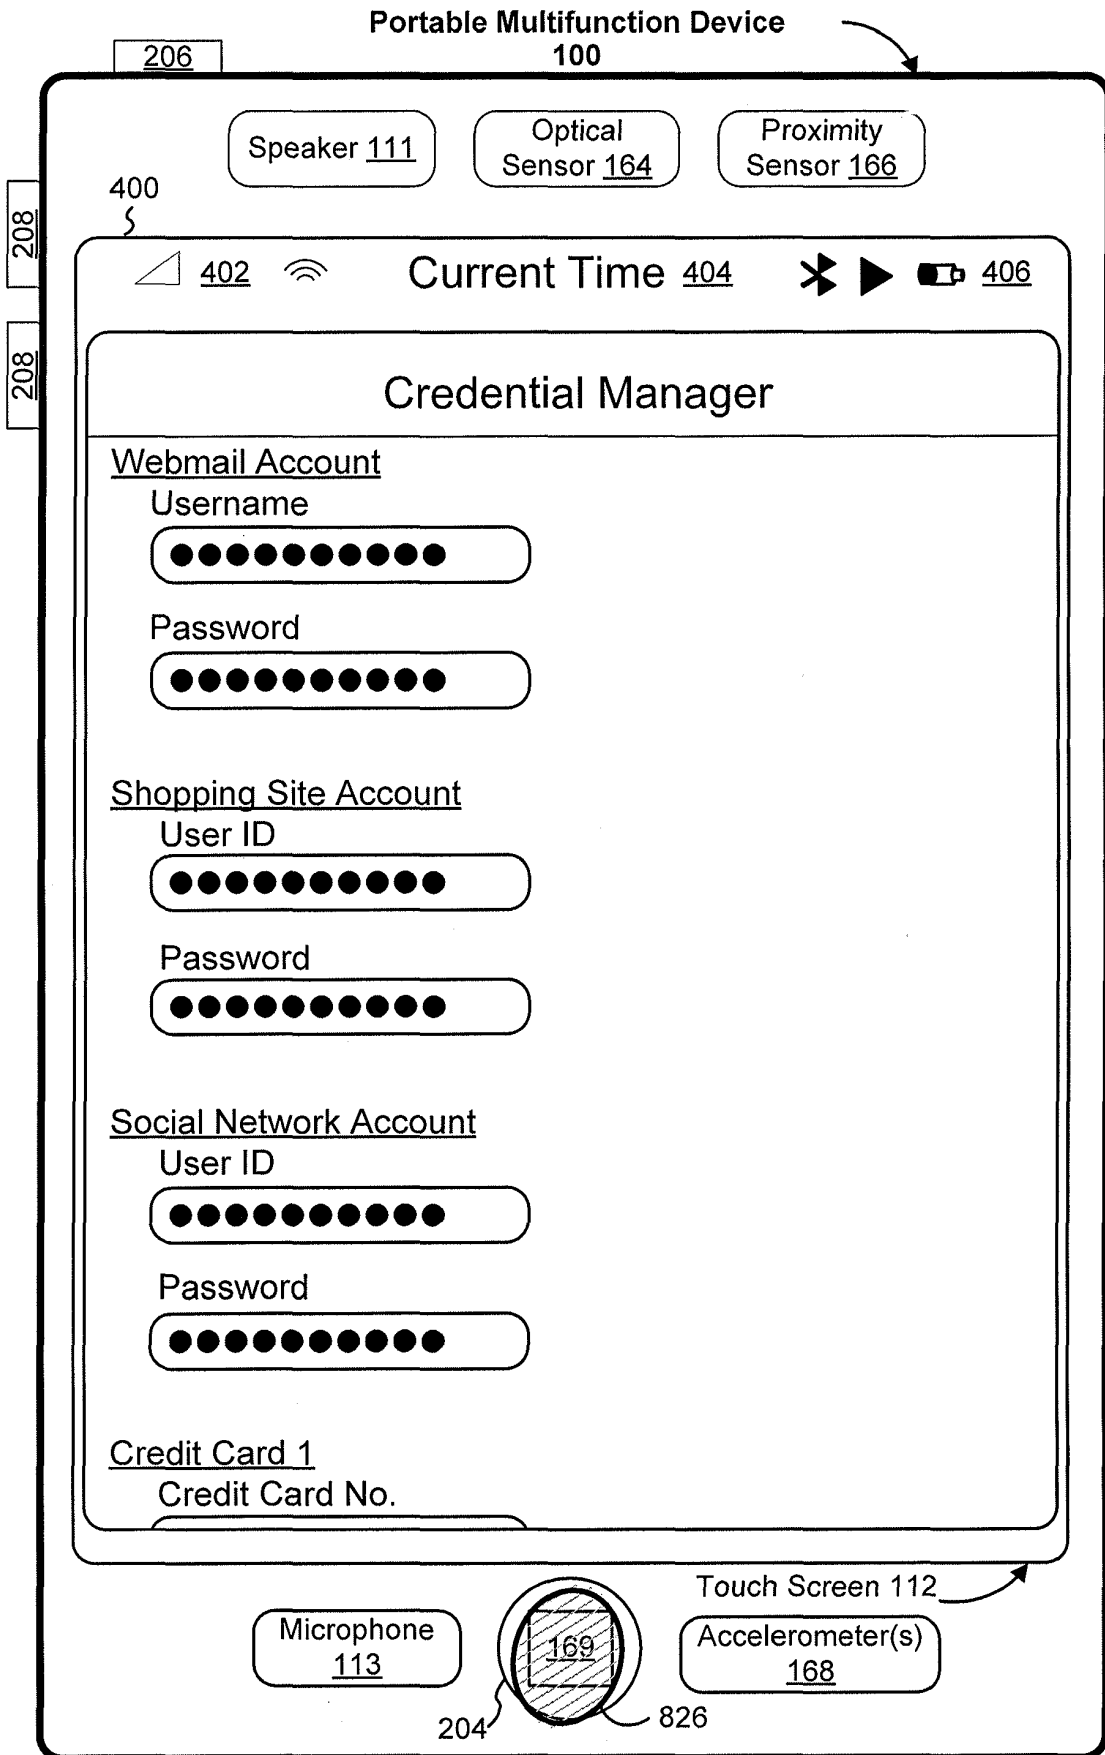 Portable Multifunction Device
100
206
Speaker 111
Optical
Sensor 164
Proximity
Sensor 166
400
208
402
Current Time 404
406
208
Credential Manager
Webmail Account
Username
Password
Shopping Site Account
User ID
Password
Social Network Account
User ID
Password
Credit Card 1
Credit Card No.
Touch Screen 112
Microphone
113
169
Accelerometer(s)
168
204
826